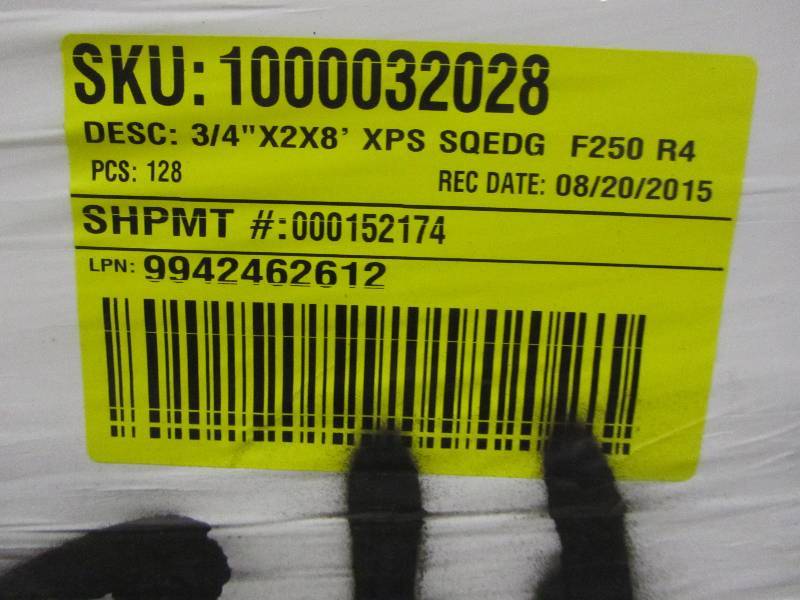 SKU: 1000032028
DESC: 3/4"X2X8' XPS SQEDG F250 R4
PCS: 128 REC DATE: 08/20/2015
SHPMT #:000152174
LPN: 9942462612